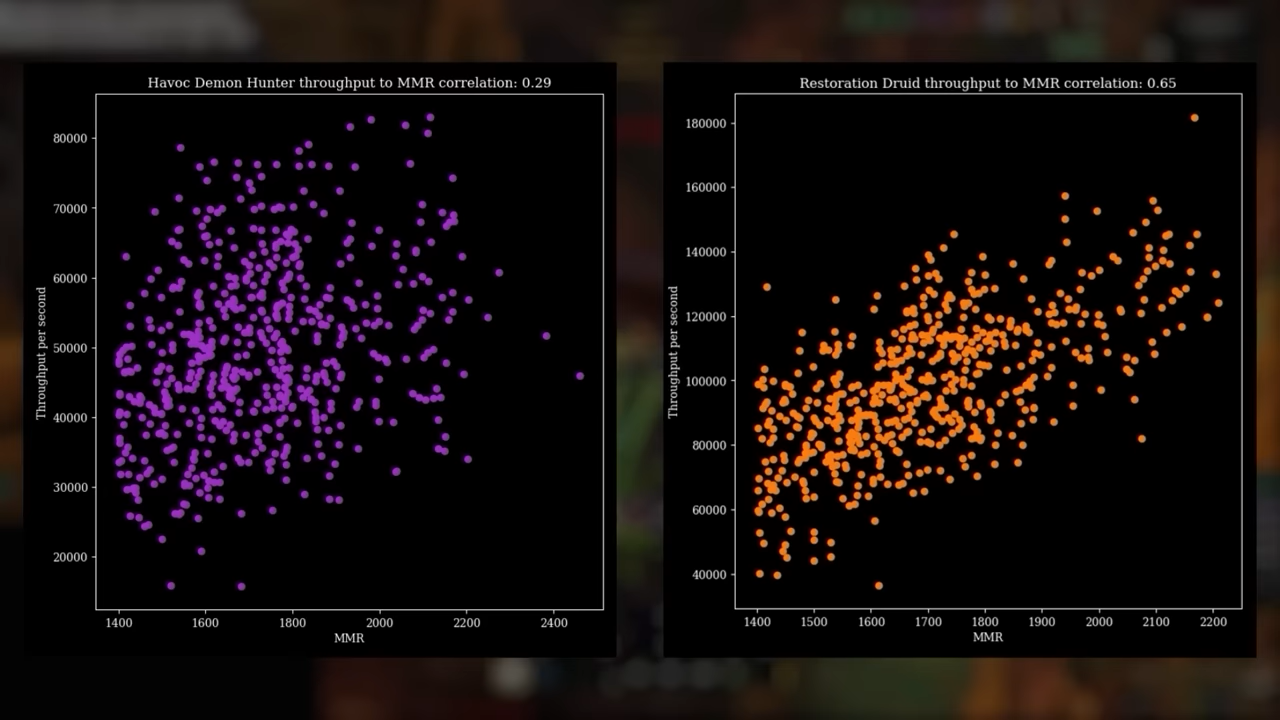 Havoc Demon Hunter throughput to MMR correlation: 0.29
80000
70000
60000
50000
40000
30000
20000
Throughput per second
1400 1600 1800 2000 2200 2400
MMR
Restoration Druid throughput to MMR correlation: 0.65
180000
160000
140000
120000
100000
80000
60000
40000
Throughput per second
1400 1500 1600 1700 1800 1900 2000 2100 2200
MMR